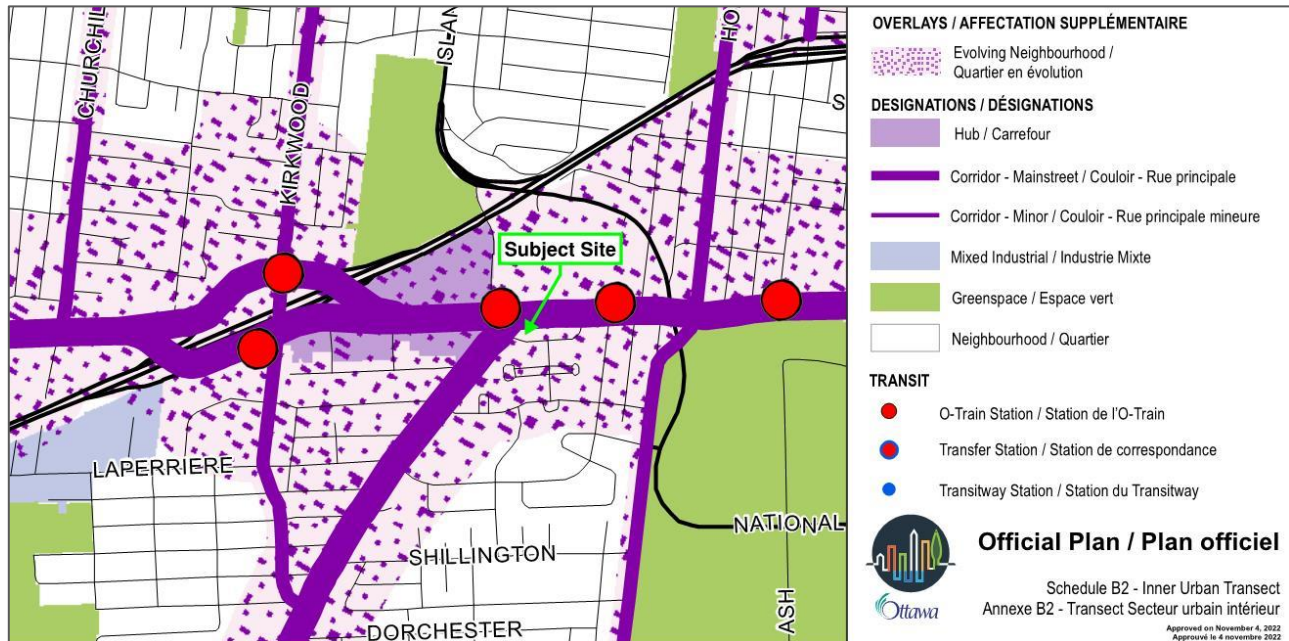 CHURCHIL
KIRKWOOD
ISLAN
HO
S
Subject Site
LAPERRIERE
SHILLINGTON
NATIONAL
DORCHESTER
ASH
OVERLAYS / AFFECTATION SUPPLÉMENTAIRE
Evolving Neighbourhood /
Quartier en évolution
DESIGNATIONS / DÉSIGNATIONS
Hub / Carrefour
Corridor - Mainstreet / Couloir - Rue principale
Corridor - Minor / Couloir - Rue principale mineure
Mixed Industrial / Industrie Mixte
Greenspace / Espace vert
Neighbourhood / Quartier
TRANSIT
O-Train Station / Station de l'O-Train
Transfer Station / Station de correspondance
Transitway Station / Station du Transitway
Official Plan / Plan officiel
Schedule B2 - Inner Urban Transect
Annexe B2 - Transect Secteur urbain intérieur
Ottawa
Approved on November 4, 2022
Approuvé le 4 novembre 2022